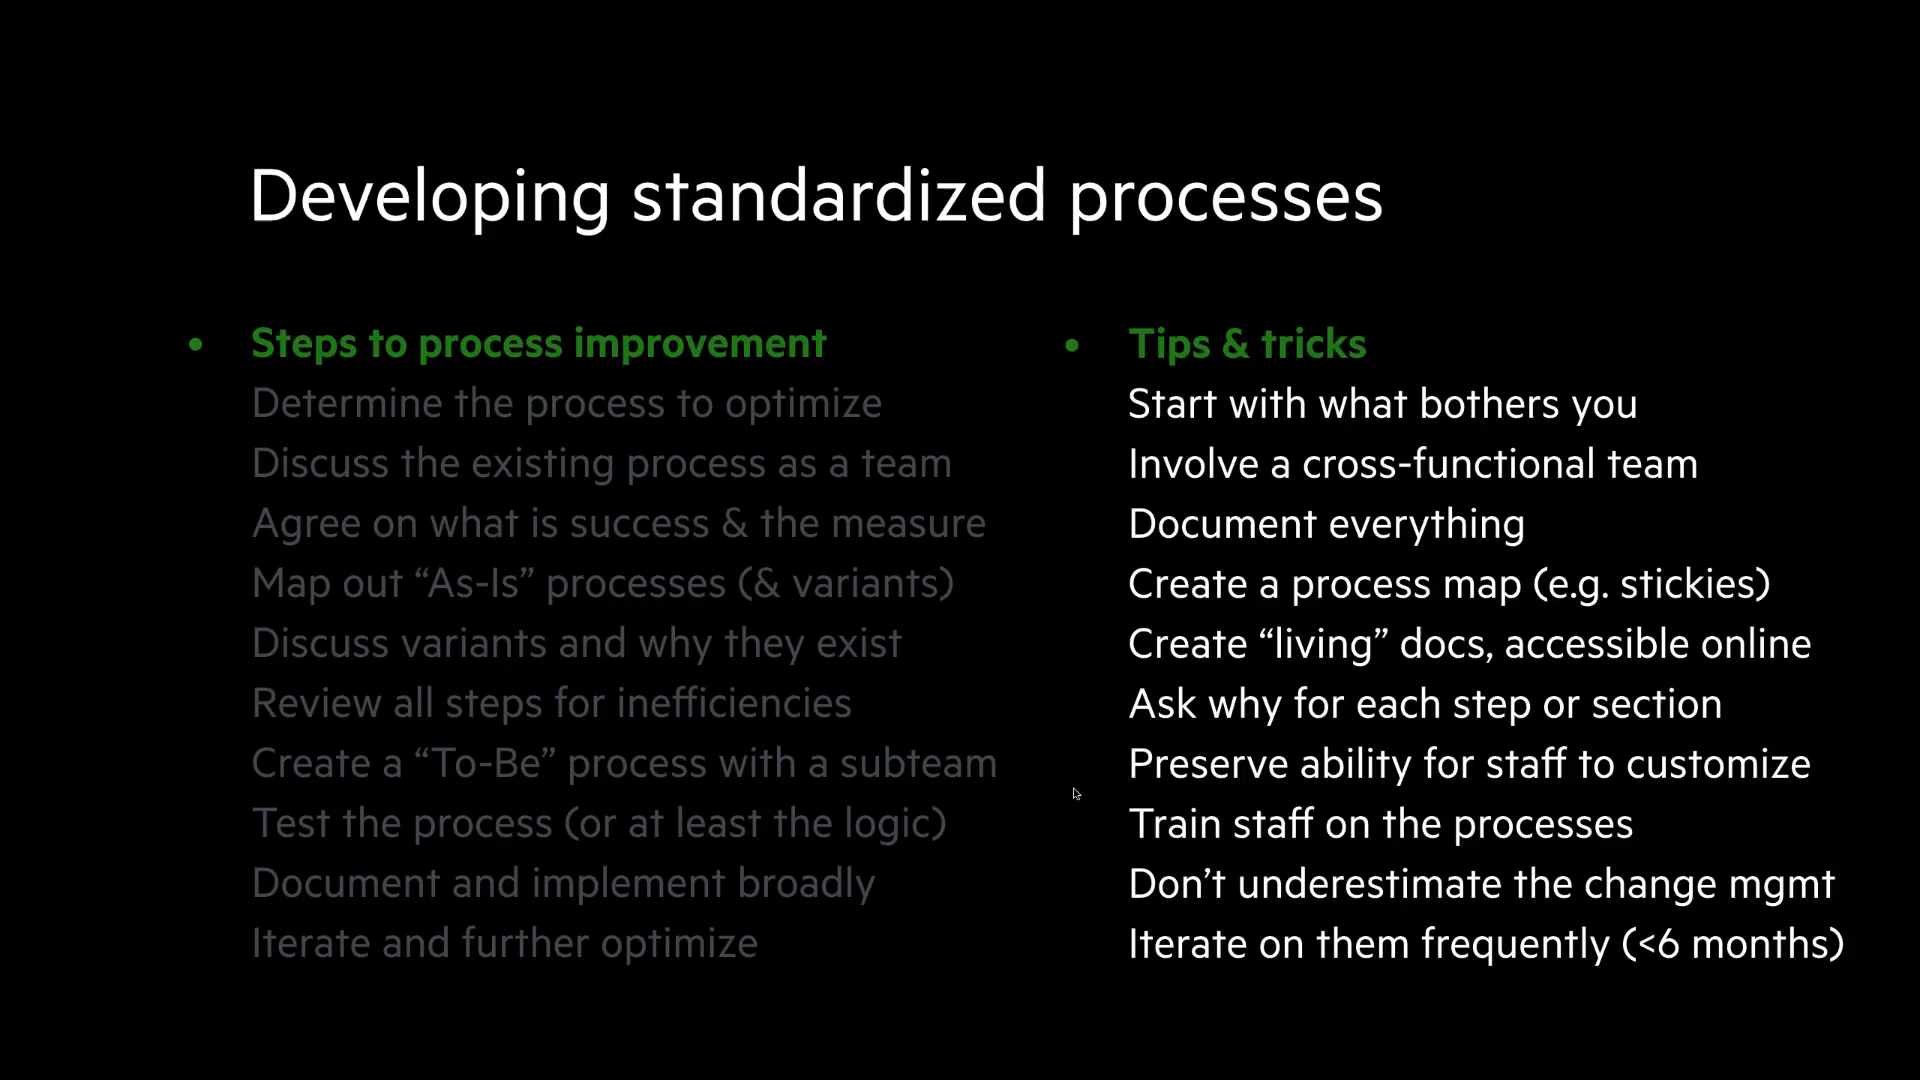 Developing standardized processes
• Steps to process improvement
Determine the process to optimize
Discuss the existing process as a team
Agree on what is success & the measure
Map out “As-Is” processes (& variants)
Discuss variants and why they exist
Review all steps for inefficiencies
Create a “To-Be” process with a subteam
Test the process (or at least the logic)
Document and implement broadly
Iterate and further optimize
• Tips & tricks
Start with what bothers you
Involve a cross-functional team
Document everything
Create a process map (e.g. stickies)
Create “living” docs, accessible online
Ask why for each step or section
Preserve ability for staff to customize
Train staff on the processes
Don’t underestimate the change mgmt
Iterate on them frequently (<6 months)